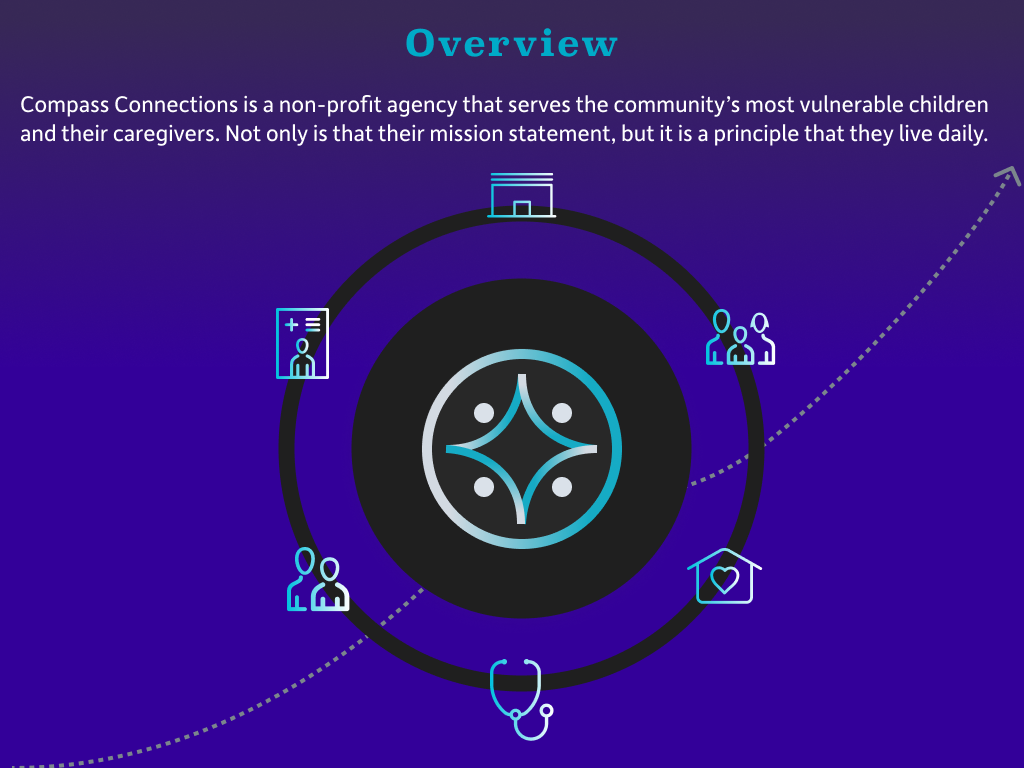 Overview
Compass Connections is a non-profit agency that serves the community’s most vulnerable children
and their caregivers. Not only is that their mission statement, but it is a principle that they live daily.